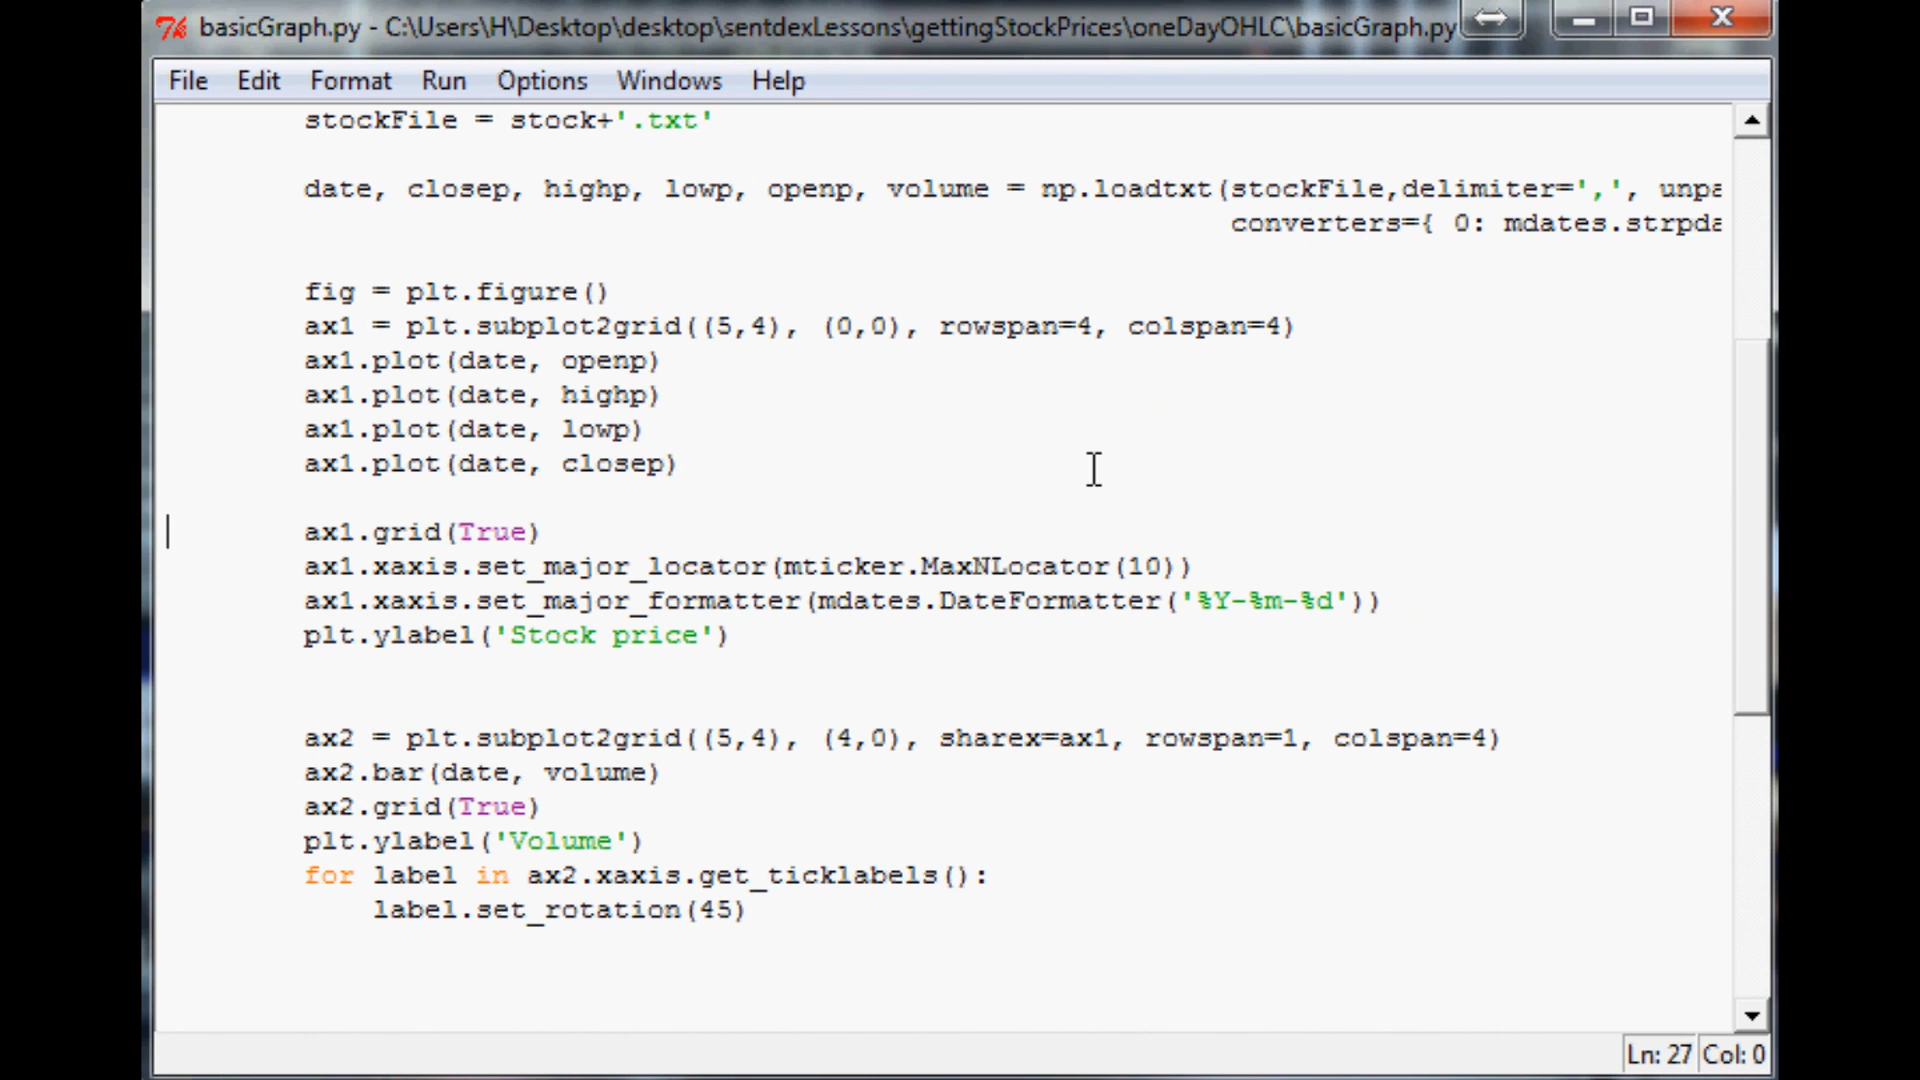 basicGraph.py - C:\Users\H\Desktop\desktop\sentdexLessons\gettingStockPrices\oneDayOHLC\basicGraph.py
File Edit Format Run Options Windows Help
stockFile = stock+'.txt'
date, closep, highp, lowp, openp, volume = np.loadtxt(stockFile,delimiter=',', unpa
converters={ 0: mdates.strpda
fig = plt.figure()
ax1 = plt.subplot2grid((5,4), (0,0), rowspan=4, colspan=4)
ax1.plot(date, openp)
ax1.plot(date, highp)
ax1.plot(date, lowp)
ax1.plot(date, closep)
ax1.grid(True)
ax1.xaxis.set_major_locator(mticker.MaxNLocator(10))
ax1.xaxis.set_major_formatter(mdates.DateFormatter('%Y-%m-%d'))
plt.ylabel('Stock price')
ax2 = plt.subplot2grid((5,4), (4,0), sharex=ax1, rowspan=1, colspan=4)
ax2.bar(date, volume)
ax2.grid(True)
plt.ylabel('Volume')
for label in ax2.xaxis.get_ticklabels():
label.set_rotation(45)
Ln: 27 Col: 0